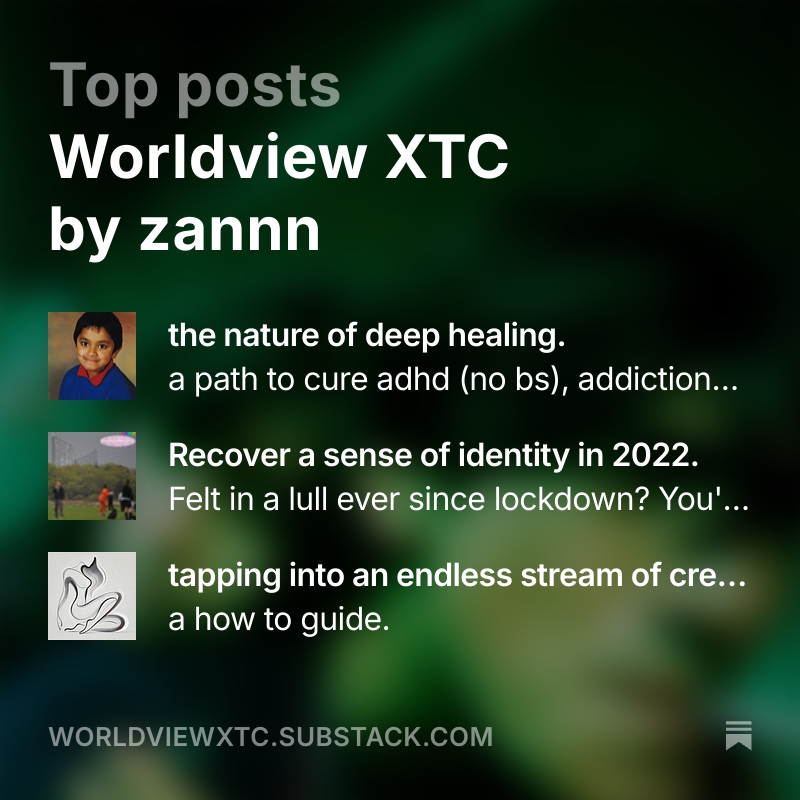 Top posts
Worldview XTC
by zannn
the nature of deep healing.
a path to cure adhd (no bs), addiction...
Recover a sense of identity in 2022.
Felt in a lull ever since lockdown? You'...
tapping into an endless stream of cre...
a how to guide.
WORLDVIEWXTC.SUBSTACK.COM